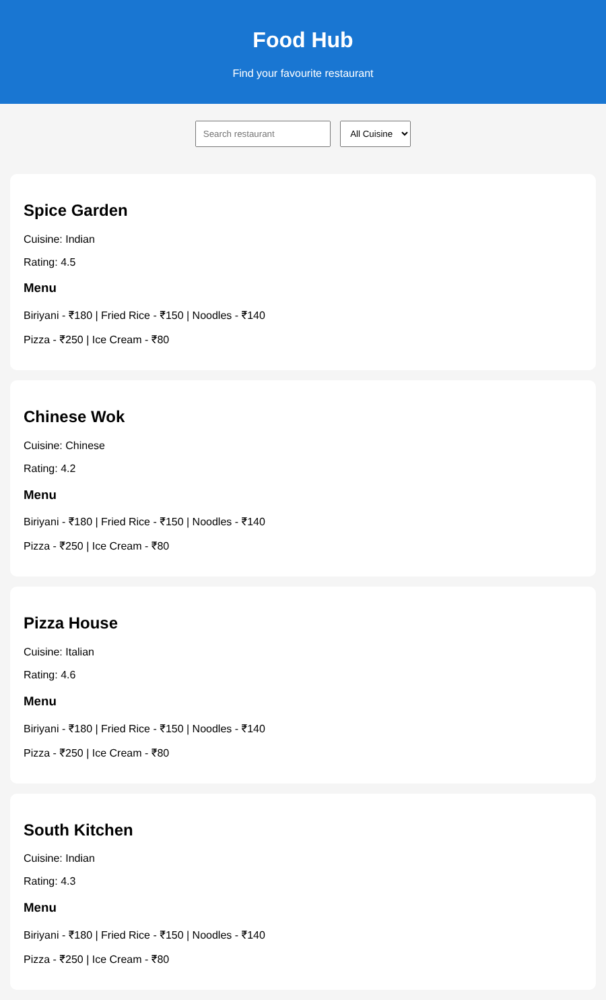 Food Hub
Find your favourite restaurant
Search restaurant
All Cuisine
Spice Garden
Cuisine: Indian
Rating: 4.5
Menu
Biriyani - ₹180 | Fried Rice - ₹150 | Noodles - ₹140
Pizza - ₹250 | Ice Cream - ₹80
Chinese Wok
Cuisine: Chinese
Rating: 4.2
Menu
Biriyani - ₹180 | Fried Rice - ₹150 | Noodles - ₹140
Pizza - ₹250 | Ice Cream - ₹80
Pizza House
Cuisine: Italian
Rating: 4.6
Menu
Biriyani - ₹180 | Fried Rice - ₹150 | Noodles - ₹140
Pizza - ₹250 | Ice Cream - ₹80
South Kitchen
Cuisine: Indian
Rating: 4.3
Menu
Biriyani - ₹180 | Fried Rice - ₹150 | Noodles - ₹140
Pizza - ₹250 | Ice Cream - ₹80